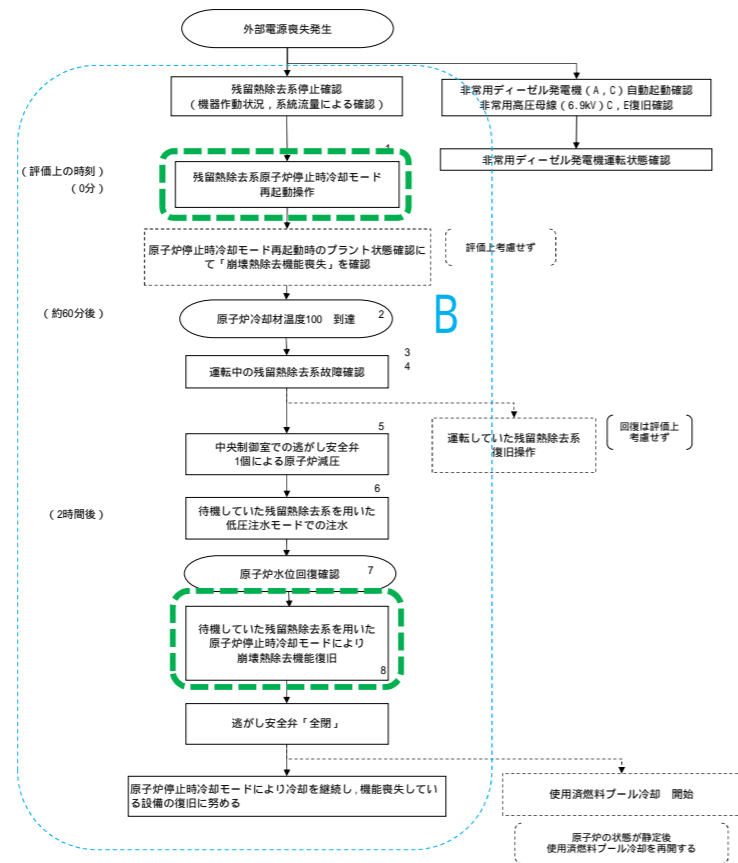 外部電源喪失発生
残留熱除去系停止確認
(機器作動状況,系統流量による確認)
非常用ディーゼル発電機(A,C)自動起動確認
非常用高圧母線(6.9kV)C,E復旧確認
非常用ディーゼル発電機運転状態確認
(評価上の時刻)
(0分)
1
残留熱除去系原子炉停止時冷却モード
再起動操作
原子炉停止時冷却モード再起動時のプラント状態確認に
て「崩壊熱除去機能喪失」を確認
評価上考慮せず
B
(約60分後)
原子炉冷却材温度100 到達
2
3
4
運転中の残留熱除去系故障確認
運転していた残留熱除去系
復旧操作
回復は評価上
考慮せず
5
中央制御室での逃がし安全弁
1個による原子炉減圧
6
(2時間後)
待機していた残留熱除去系を用いた
低圧注水モードでの注水
原子炉水位回復確認
7
待機していた残留熱除去系を用いた
原子炉停止時冷却モードにより
崩壊熱除去機能復旧
8
逃がし安全弁「全閉」
原子炉停止時冷却モードにより冷却を継続し,機能喪失してい
る設備の復旧に努める
使用済燃料プール冷却 開始
原子炉の状態が静定後
使用済燃料プール冷却を再開する